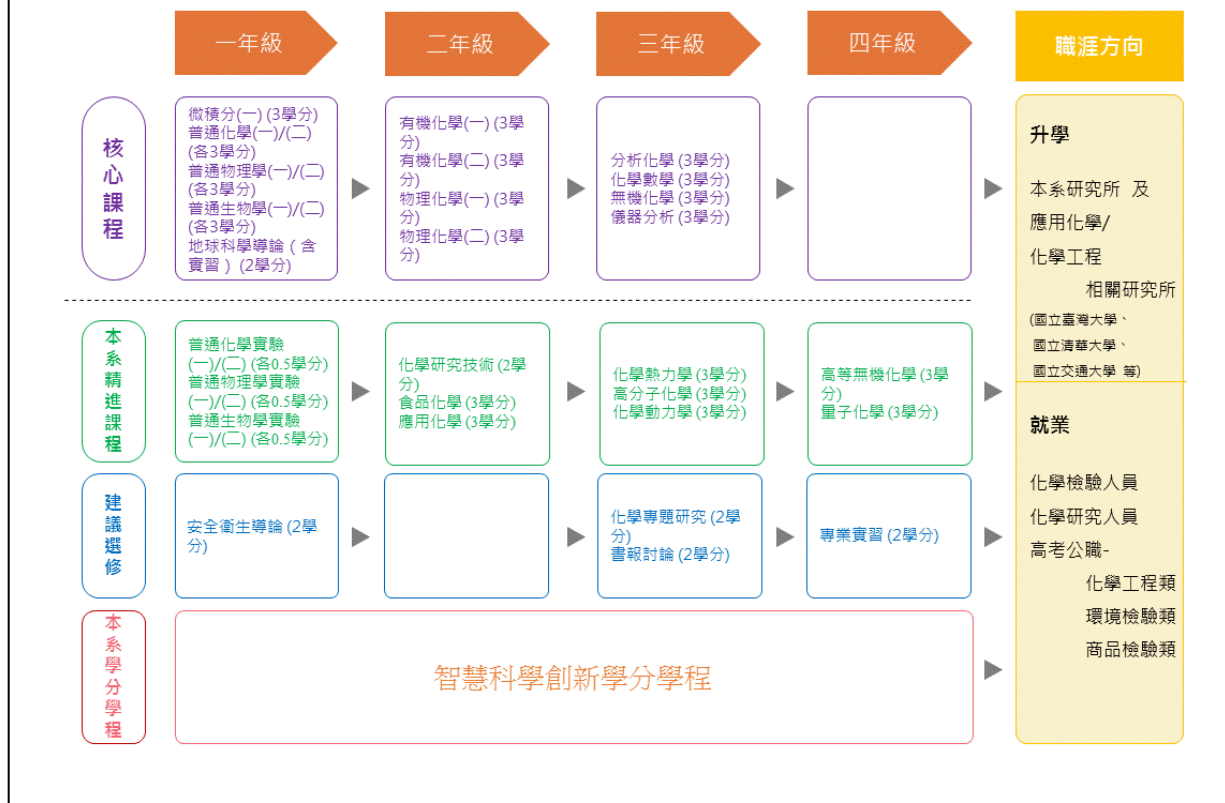 一年級
二年級
三年級
四年級
職涯方向
核心課程
微積分(一) (3學分)
普通化學(一)/(二)
(各3學分)
普通物理學(一)/(二)
(各3學分)
普通生物學(一)/(二)
(各3學分)
地球科學導論（含
實習）(2學分)
有機化學(一) (3學
分)
有機化學(二) (3學
分)
物理化學(一) (3學
分)
物理化學(二) (3學
分)
分析化學 (3學分)
化學數學 (3學分)
無機化學 (3學分)
儀器分析 (3學分)
本系精進課程
普通化學實驗
(一)/(二) (各0.5學分)
普通物理學實驗
(一)/(二) (各0.5學分)
普通生物學實驗
(一)/(二) (各0.5學分)
化學研究技術 (2學
分)
食品化學 (3學分)
應用化學 (3學分)
化學熱力學 (3學分)
高分子化學 (3學分)
化學動力學 (3學分)
高等無機化學 (3學
分)
量子化學 (3學分)
建議選修
安全衛生導論 (2學
分)
化學專題研究 (2學
分)
書報討論 (2學分)
專業實習 (2學分)
本系學分學程
智慧科學創新學分學程
升學
本系研究所 及
應用化學/
化學工程
相關研究所
(國立臺灣大學、
國立清華大學、
國立交通大學 等)
就業
化學檢驗人員
化學研究人員
高考公職-
化學工程類
環境檢驗類
商品檢驗類